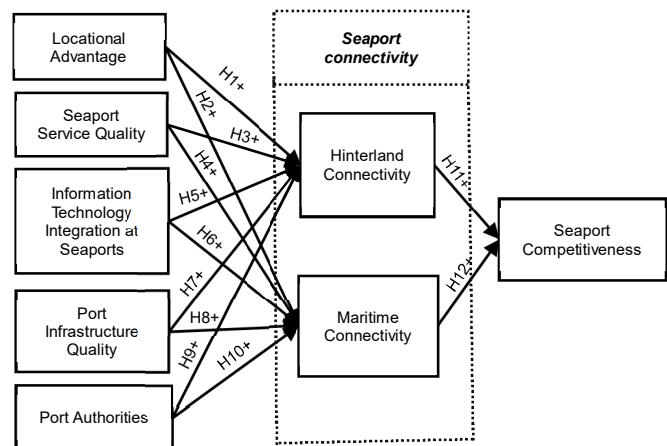 Locational
Advantage
Seaport
Service Quality
Information
Technology
Integration at
Seaports
Port
Infrastructure
Quality
Port Authorities
H1+
H2+
H3+
H4+
H5+
H6+
H7+
H8+
H9+
H10+
Seaport
connectivity
Hinterland
Connectivity
Maritime
Connectivity
H11+
H12+
Seaport
Competitiveness